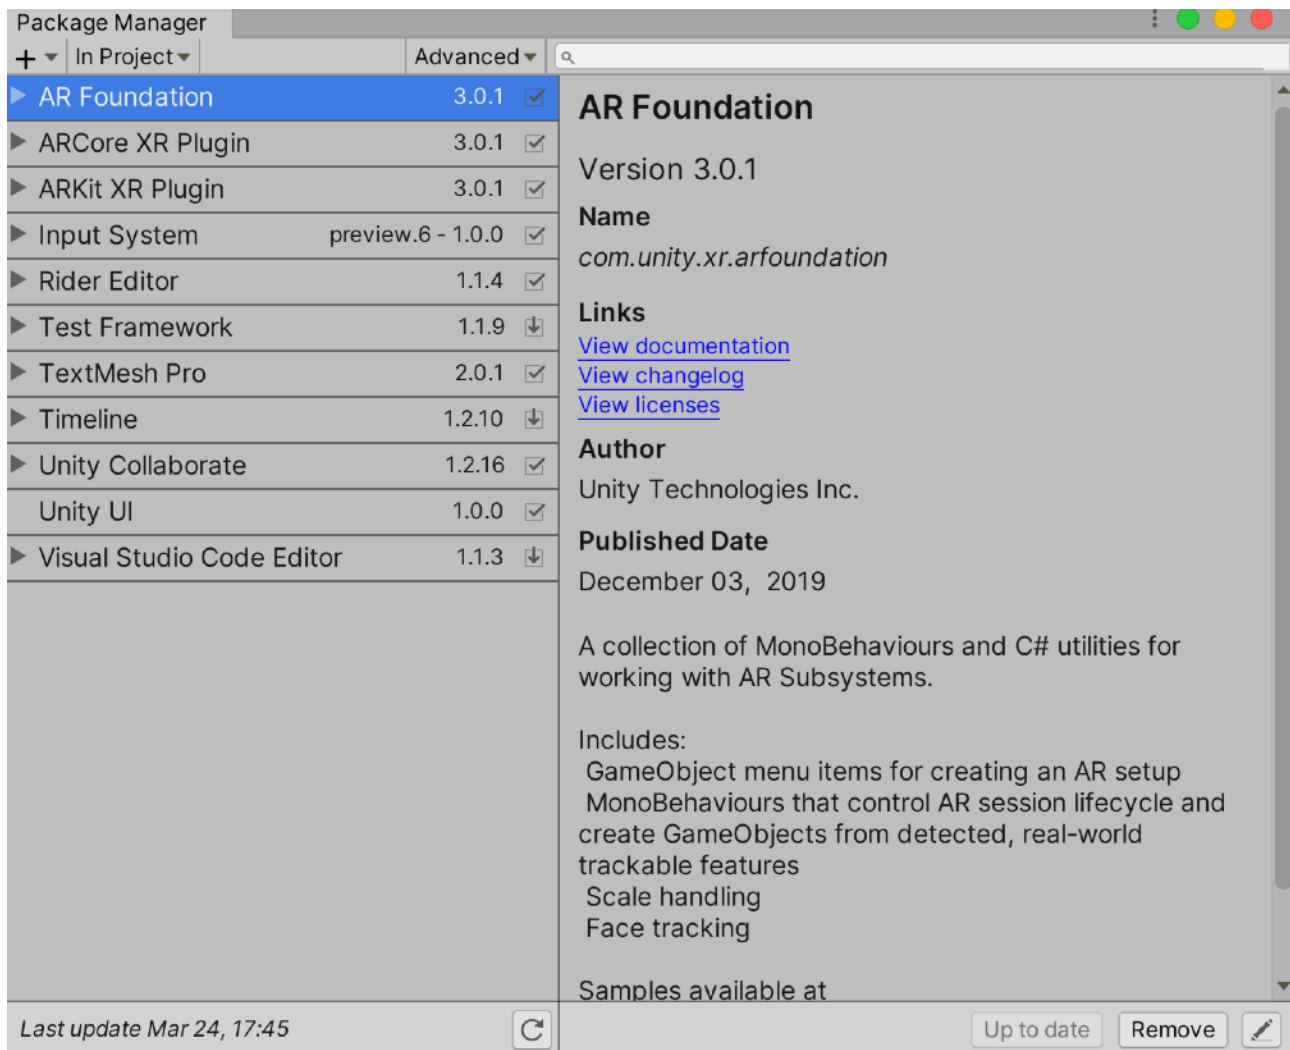 Package Manager
+ In Project Advanced
AR Foundation 3.0.1
ARCore XR Plugin 3.0.1
ARKit XR Plugin 3.0.1
Input System preview.6 - 1.0.0
Rider Editor 1.1.4
Test Framework 1.1.9
TextMesh Pro 2.0.1
Timeline 1.2.10
Unity Collaborate 1.2.16
Unity UI 1.0.0
Visual Studio Code Editor 1.1.3
Last update Mar 24, 17:45
AR Foundation
Version 3.0.1
Name
com.unity.xr.arfoundation
Links
View documentation
View changelog
View licenses
Author
Unity Technologies Inc.
Published Date
December 03, 2019
A collection of MonoBehaviours and C# utilities for
working with AR Subsystems.
Includes:
GameObject menu items for creating an AR setup
MonoBehaviours that control AR session lifecycle and
create GameObjects from detected, real-world
trackable features
Scale handling
Face tracking
Samples available at
Up to date Remove